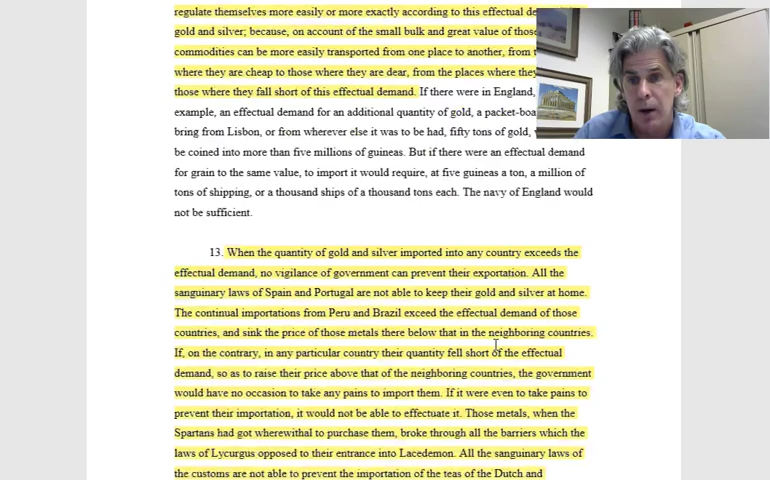 regulate themselves more easily or more exactly according to this effectual
gold and silver; because, on account of the small bulk and great value of those
commodities can be more easily transported from one place to another, from
where they are cheap to those where they are dear, from the places where they
those where they fall short of this effectual demand. If there were in England,
example, an effectual demand for an additional quantity of gold, a
bring from Lisbon, or from wherever else it was to be had, fifty tons of gold,
be coined into more than five millions of guineas. But if there were an effectual demand
for grain to the same value, to import it would require, at five guineas a ton, a million of
tons of shipping, or a thousand ships of a thousand tons each. The navy of England would
not be sufficient.
13. When the quantity of gold and silver imported into any country exceeds the
effectual demand, no vigilance of government can prevent their exportation. All the
sanguinary laws of Spain and Portugal are not able to keep their gold and silver at home.
The continual importations from Peru and Brazil exceed the effectual demand of those
countries, and sink the price of those metals there below that in the neighboring countries.
If, on the contrary, in any particular country their quantity fell short of the effectual
demand, so as to raise their price above that of the neighboring countries, the government
would have no occasion to take any pains to import them. If it were even to take pains to
prevent their importation, it would not be able to effectuate it. Those metals, when the
Spartans had got wherewithal to purchase them, broke through all the barriers which the
laws of Lycurgus opposed to their entrance into Lacedemon. All the sanguinary laws of
the customs are not able to prevent the importation of the teas of the Dutch and